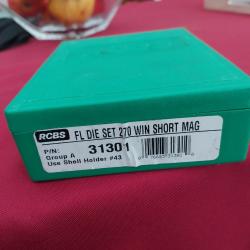 RCBS FL DIE SET 270 WIN SHORT MAG
P/N: 31301
Group A
Use Shell Holder #43